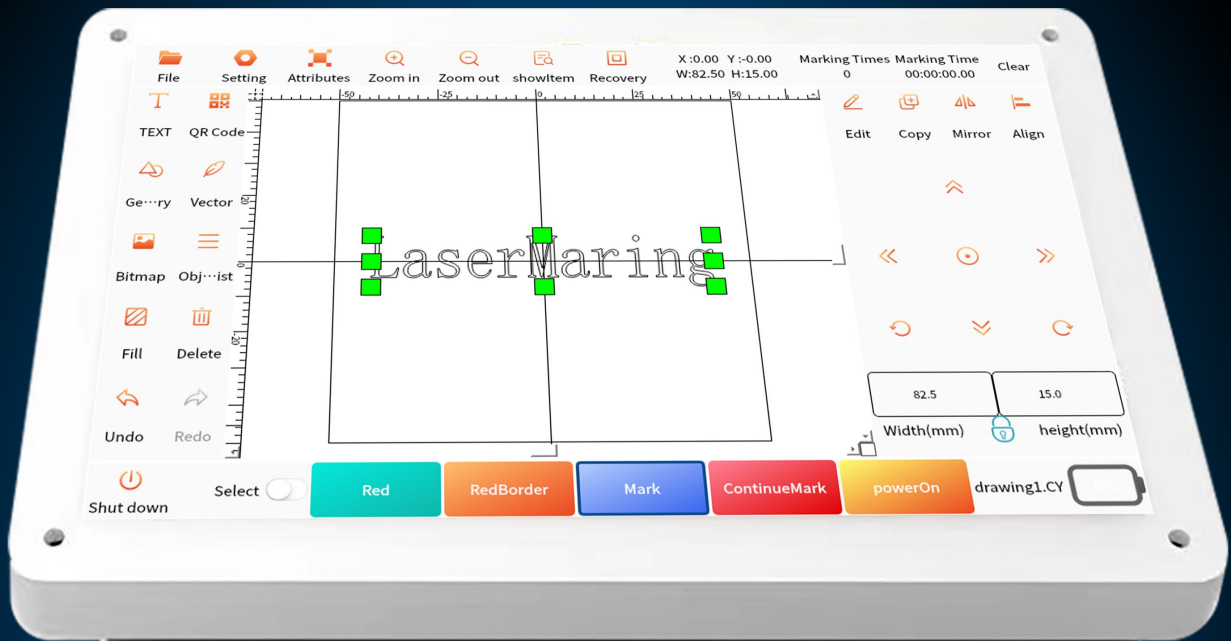 File Setting Attributes Zoom in Zoom out showItem Recovery
X:0.00 Y:-0.00
W:82.50 H:15.00
Marking Times
0
Marking Time
00:00:00.00
Clear
TEXT QR Code
Ge···ry Vector
Bitmap Obj···ist
Fill Delete
Undo Redo
-50 -25 0 25 50
20
0
-20
LaserMaring
Edit Copy Mirror Align
82.5 15.0
Width(mm) height(mm)
Shut down
Select
Red RedBorder Mark ContinueMark powerOn
drawing1.CY